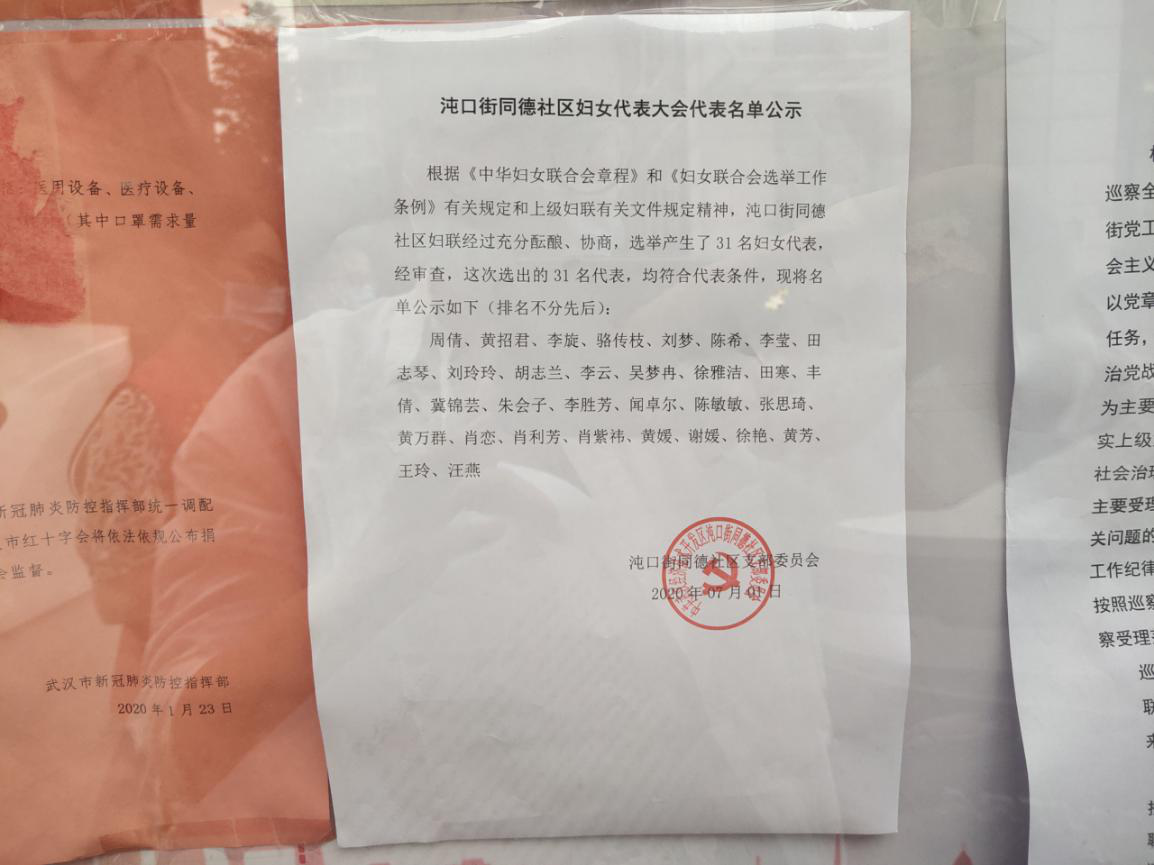 医用设备、医疗设备、
（其中口罩需求量
新冠肺炎防控指挥部统一调配
市红十字会将依法依规公布捐
会监督。
武汉市新冠肺炎防控指挥部
2020年1月23日
沌口街同德社区妇女代表大会代表名单公示
根据《中华妇女联合会章程》和《妇女联合会选举工作
条例》有关规定和上级妇联有关文件规定精神，沌口街同德
社区妇联经过充分酝酿、协商，选举产生了31名妇女代表，
经审查，这次选出的31名代表，均符合代表条件，现将名
单公示如下（排名不分先后）：
周倩、黄招君、李旋、骆传枝、刘梦、陈希、李莹、田
志琴、刘玲玲、胡志兰、李云、吴梦冉、徐雅洁、田寒、丰
倩、冀锦芸、朱会子、李胜芳、闻卓尔、陈敏敏、张思琦、
黄万群、肖恋、肖利芳、肖紫祎、黄媛、谢媛、徐艳、黄芳、
王玲、汪燕
沌口街同德社区支部委员会
2020年07月01日
巡察全
街党工
会主义
以党章
任务，
治党战
为主要
实上级
社会治理
主要受理
关问题的
工作纪律
按照巡察
察受理
巡
联
来